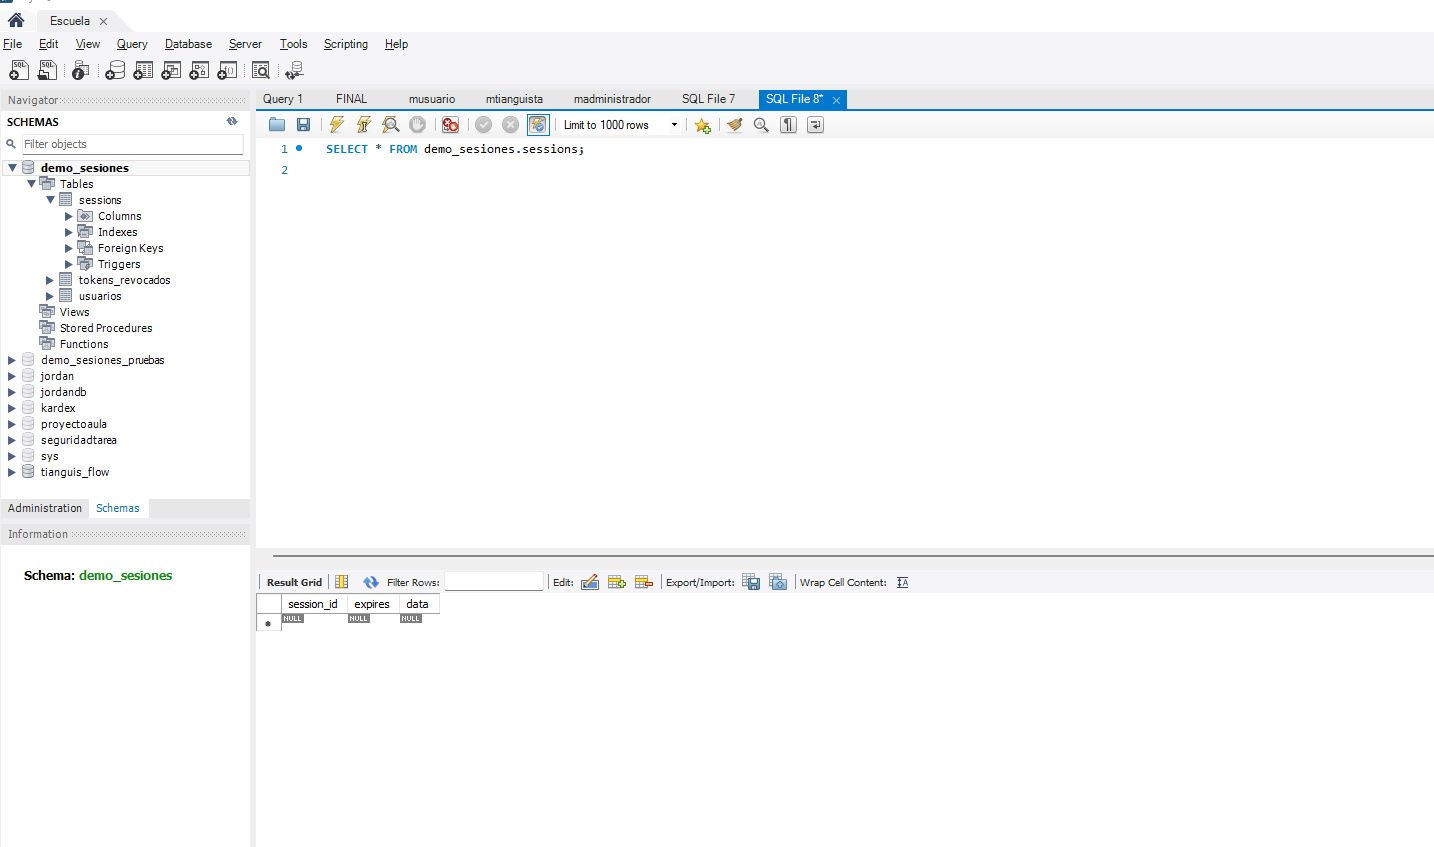 Escuela
File Edit View Query Database Server Tools Scripting Help
Navigator
SCHEMAS
Filter objects
demo_sesiones
Tables
sessions
Columns
Indexes
Foreign Keys
Triggers
tokens_revocados
usuarios
Views
Stored Procedures
Functions
demo_sesiones_pruebas
jordan
jordandb
kardex
proyectoaula
seguridadtarea
sys
tianguis_flow
Administration Schemas
Information
Schema: demo_sesiones
Query 1 FINAL musuario mtianguista madministrador SQL File 7 SQL File 8*
Limit to 1000 rows
1 SELECT * FROM demo_sesiones.sessions;
2
Result Grid Filter Rows: Edit: Export/Import: Wrap Cell Content:
session_id expires data
NULL NULL NULL